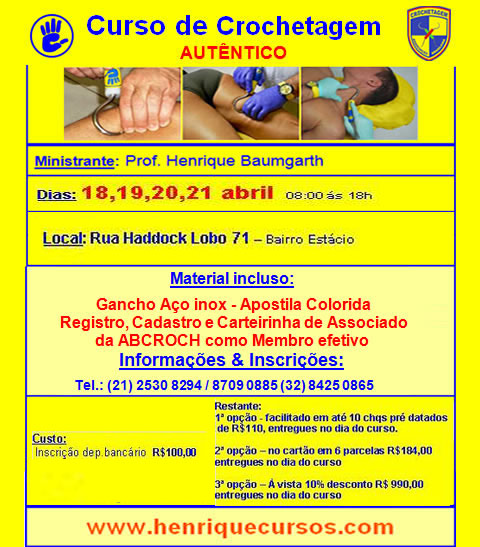 Curso de Crochetagem
AUTÊNTICO
CROCHETAGEM
Ministrante: Prof. Henrique Baumgarth
Dias: 18,19,20,21 abril 08:00 ás 18h
Local: Rua Haddock Lobo 71 – Bairro Estácio
Material incluso:
Gancho Aço inox - Apostila Colorida
Registro, Cadastro e Carteirinha de Associado
da ABCROCH como Membro efetivo
Informações & Inscrições:
Tel.: (21) 2530 8294 / 8709 0885 (32) 8425 0865
Custo:
Inscrição dep.bancário R$100,00
Restante:
1ª opção - facilitado em até 10 chqs pré datados
de R$110, entregues no dia do curso.
2ª opção – no cartão em 6 parcelas R$184,00
entregues no dia do curso
3ª opção – Á vista 10% desconto R$ 990,00
entregues no dia do curso
www.henriquecursos.com